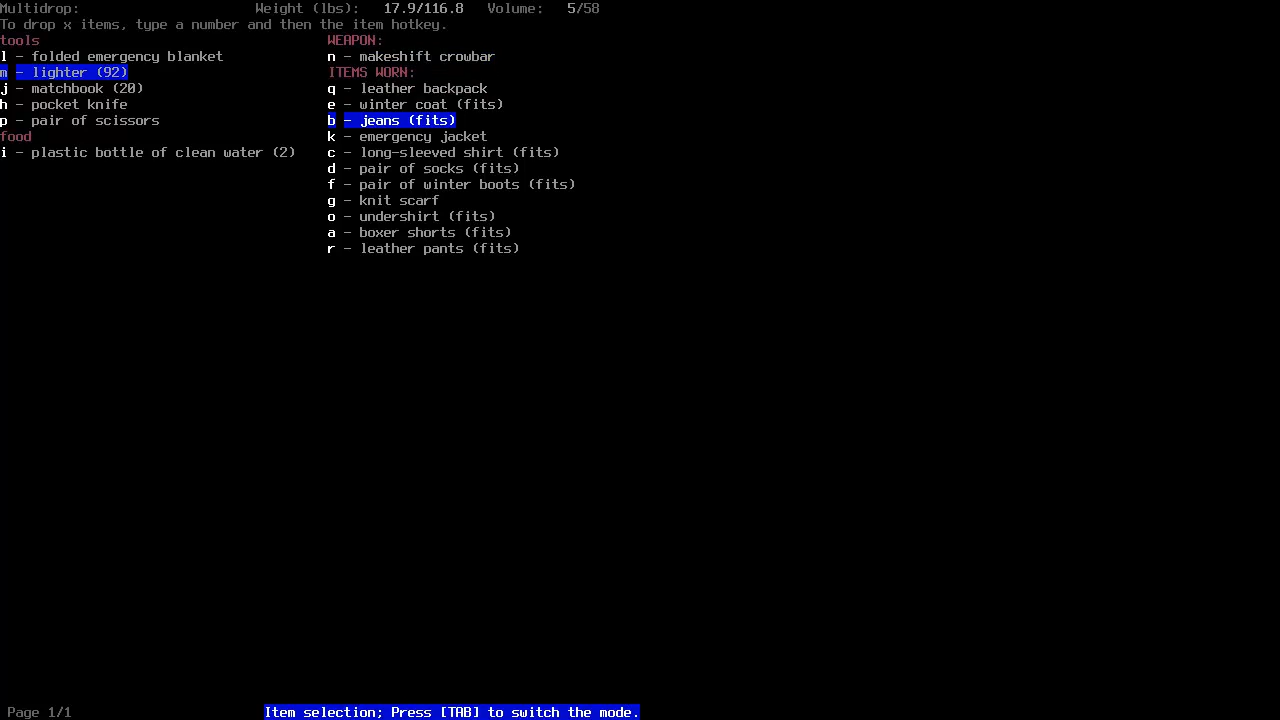 Multidrop: Weight (lbs): 17.9/116.8 Volume: 5/58
To drop x items, type a number and then the item hotkey.
tools
l - folded emergency blanket
m - lighter (92)
j - matchbook (20)
h - pocket knife
p - pair of scissors
food
i - plastic bottle of clean water (2)
WEAPON:
n - makeshift crowbar
ITEMS WORN:
q - leather backpack
e - winter coat (fits)
b - jeans (fits)
k - emergency jacket
c - long-sleeved shirt (fits)
d - pair of socks (fits)
f - pair of winter boots (fits)
g - knit scarf
o - undershirt (fits)
a - boxer shorts (fits)
r - leather pants (fits)
Page 1/1 Item selection; Press [TAB] to switch the mode.